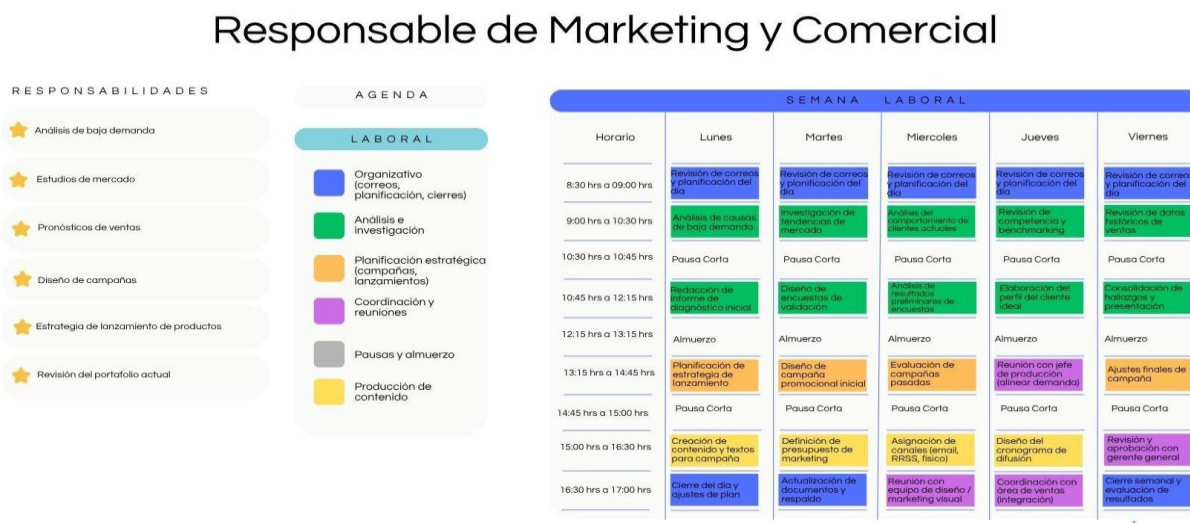 Responsable de Marketing y Comercial
RESPONSABILIDADES
Análisis de baja demanda
Estudios de mercado
Pronósticos de ventas
Diseño de campañas
Estrategia de lanzamiento de productos
Revisión del portafolio actual
AGENDA
LABORAL
Organizativo
(correos,
planificación, cierres)
Análisis e
investigación
Planificación estratégica
(campañas,
lanzamientos)
Coordinación y
reuniones
Pausas y almuerzo
Producción de
contenido
SEMANA LABORAL
Horario Lunes Martes Miercoles Jueves Viernes
8:30 hrs a 09:00 hrs
Revisión de correos
y planificación del
día
Revisión de correos
y planificación del
día
Revisión de correos
y planificación del
día
Revisión de correos
y planificación del
día
Revisión de correos
y planificación del
día
9:00 hrs a 10:30 hrs
Análisis de causas
de baja demanda
Investigación de
tendencias de
mercado
Análisis del
comportamiento de
clientes actuales
Revisión de
competencia y
benchmarking
Revisión de datos
históricos de
ventas
10:30 hrs a 10:45 hrs
Pausa Corta
Pausa Corta
Pausa Corta
Pausa Corta
Pausa Corta
10:45 hrs a 12:15 hrs
Redacción de
informe de
diagnóstico inicial
Diseño de
encuestas de
validación
Análisis de
resultados
preliminares de
encuestas
Elaboración del
perfil del cliente
ideal
Consolidación de
hallazgos y
presentación
12:15 hrs a 13:15 hrs
Almuerzo
Almuerzo
Almuerzo
Almuerzo
Almuerzo
13:15 hrs a 14:45 hrs
Planificación de
estrategia de
lanzamiento
Diseño de
campaña
promocional inicial
Evaluación de
campañas
pasadas
Reunión con jefe
de producción
(alinear demanda)
Ajustes finales de
campaña
14:45 hrs a 15:00 hrs
Pausa Corta
Pausa Corta
Pausa Corta
Pausa Corta
Pausa Corta
15:00 hrs a 16:30 hrs
Creación de
contenido y textos
para campaña
Definición de
presupuesto de
marketing
Asignación de
canales (email,
RRSS, físico)
Diseño del
cronograma de
difusión
Revisión y
aprobación con
gerente general
16:30 hrs a 17:00 hrs
Cierre del día y
ajustes de plan
Actualización de
documentos y
respaldo
Reunión con
equipo de diseño /
marketing visual
Coordinación con
área de ventas
(integración)
Cierre semanal y
evaluación de
resultados